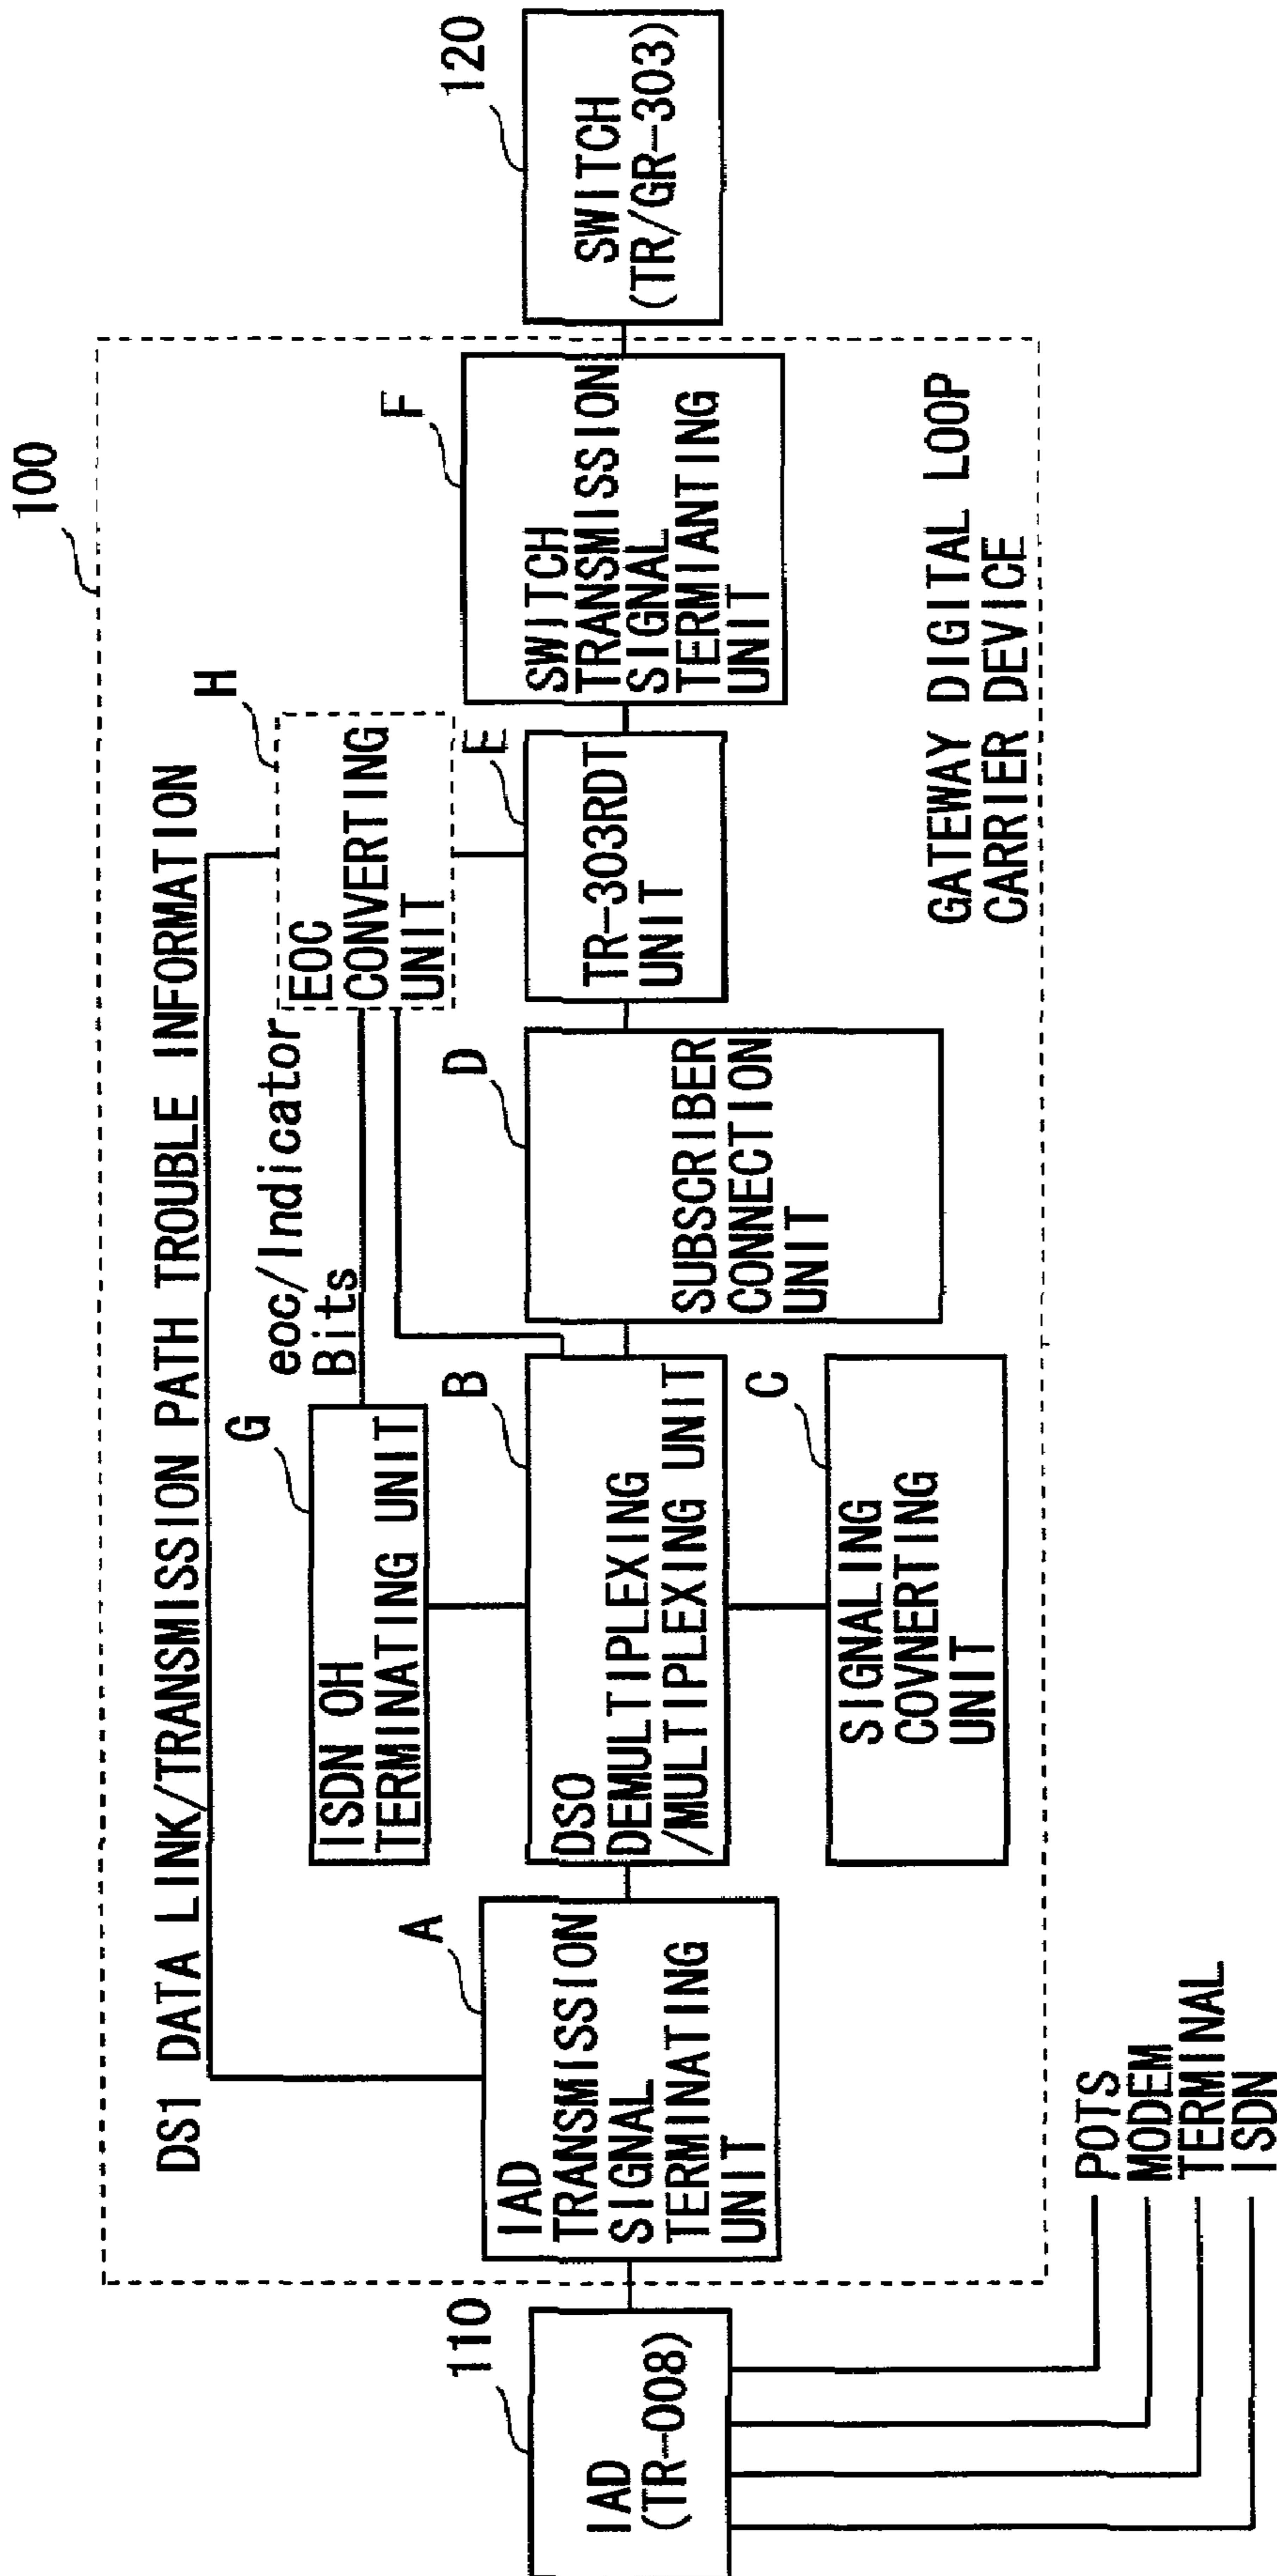 100
DS1 DATA LINK/TRANSMISSION PATH TROUBLE INFORMATION
110
IAD
(TR-008)
A
IAD
TRANSMISSION
SIGNAL
TERMINATING
UNIT
G
ISDN OH
TERMINATING UNIT
eoc/Indicator
Bits
H
EOC
CONVERTING
UNIT
B
DS0
DEMULTIPLEXING
/MULTIPLEXING UNIT
C
SIGNALING
COVNERTING
UNIT
D
SUBSCRIBER
CONNECTION
UNIT
E
TR-303RDT
UNIT
F
SWITCH
TRANSMISSION
SIGNAL
TERMIANTING
UNIT
120
SWITCH
(TR/GR-303)
GATEWAY DIGITAL LOOP
CARRIER DEVICE
POTS
MODEM
TERMINAL
ISDN